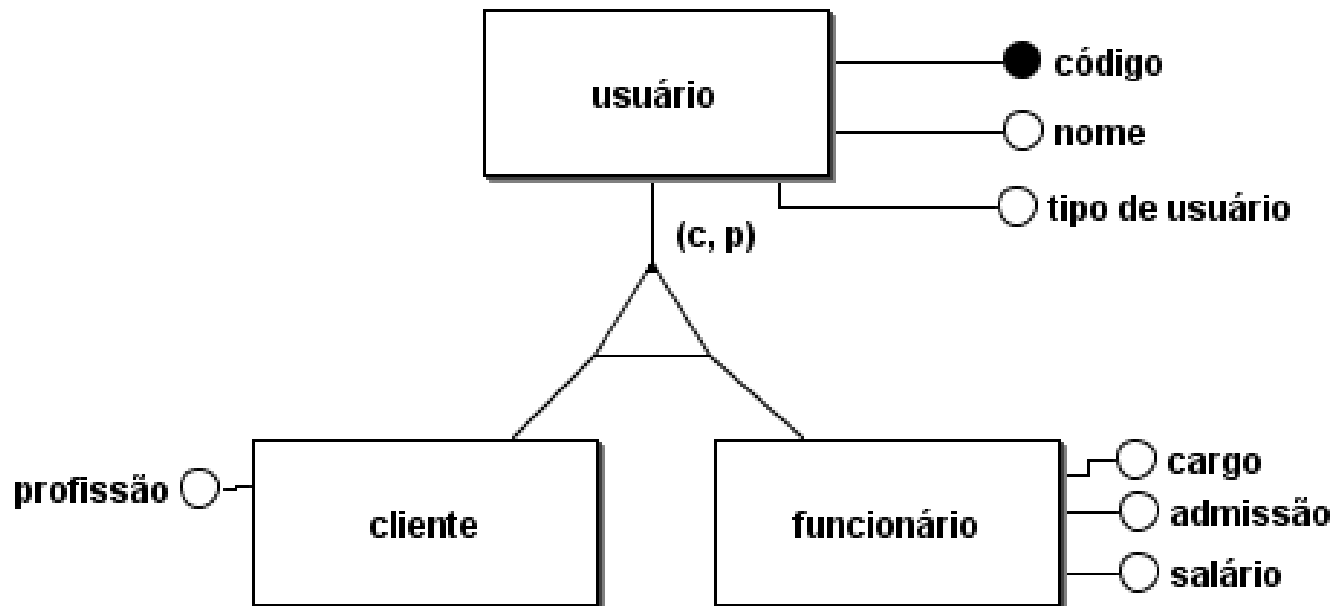 usuário
código
nome
tipo de usuário
(c, p)
profissão
cliente
funcionário
cargo
admissão
salário